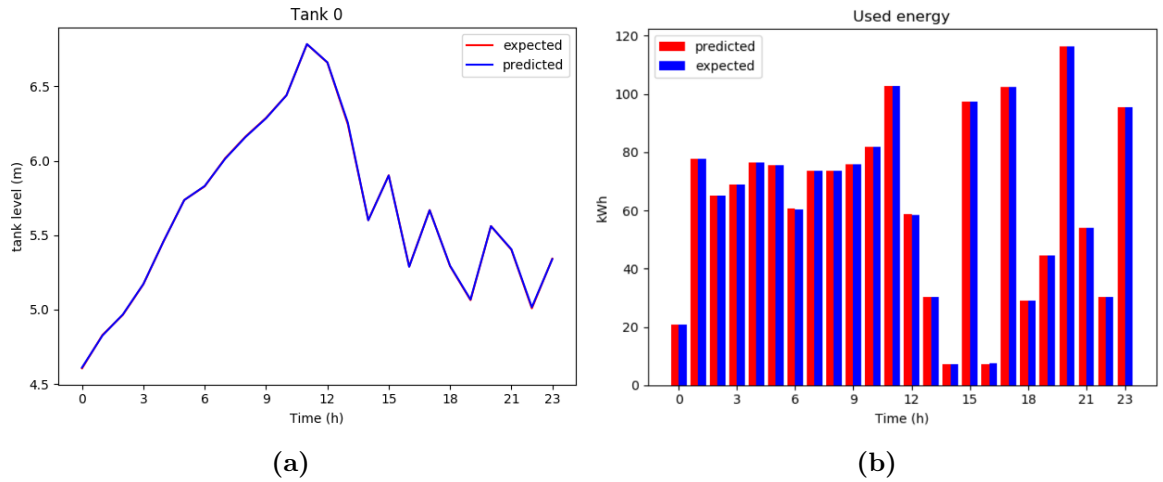 Tank 0
expected
predicted
tank level (m)
6.5
6.0
5.5
5.0
4.5
0 3 6 9 12 15 18 21 23
Time (h)
(a)
Used energy
predicted
expected
kWh
120
100
80
60
40
20
0
0 3 6 9 12 15 18 21 23
Time (h)
(b)